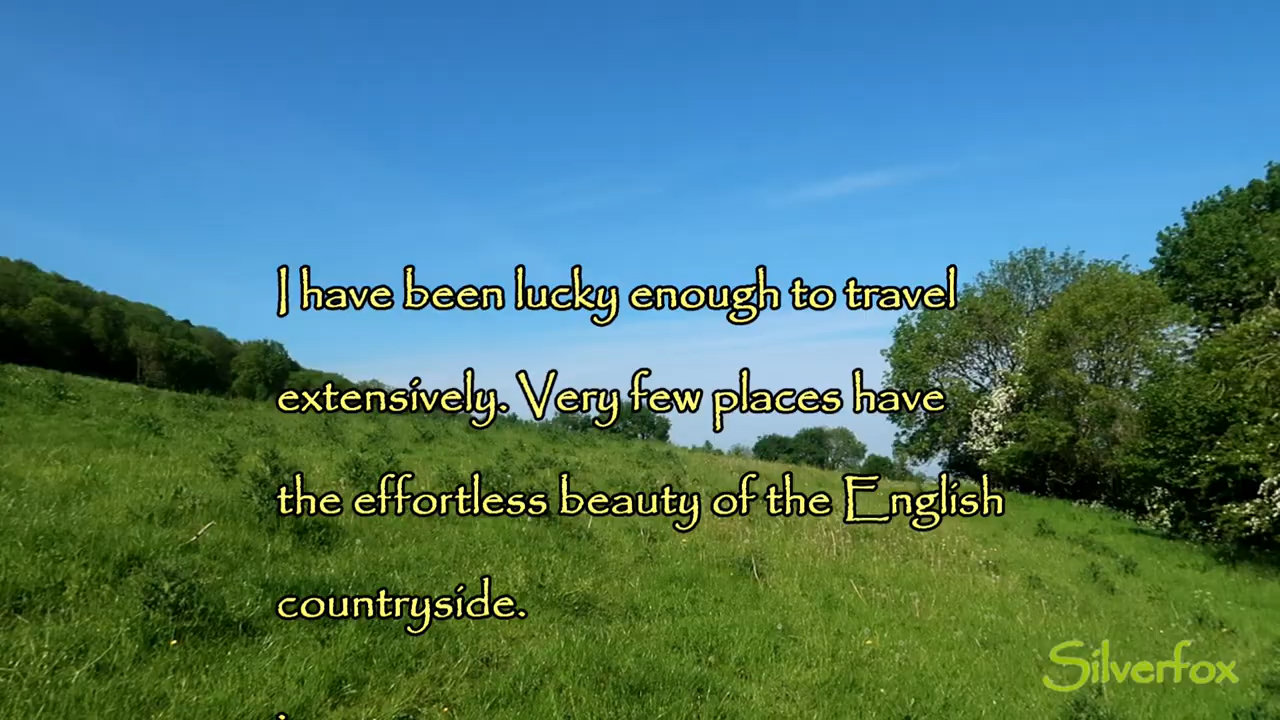 I have been lucky enough to travel
extensively. Very few places have
the effortless beauty of the English
countryside.
Silverfox